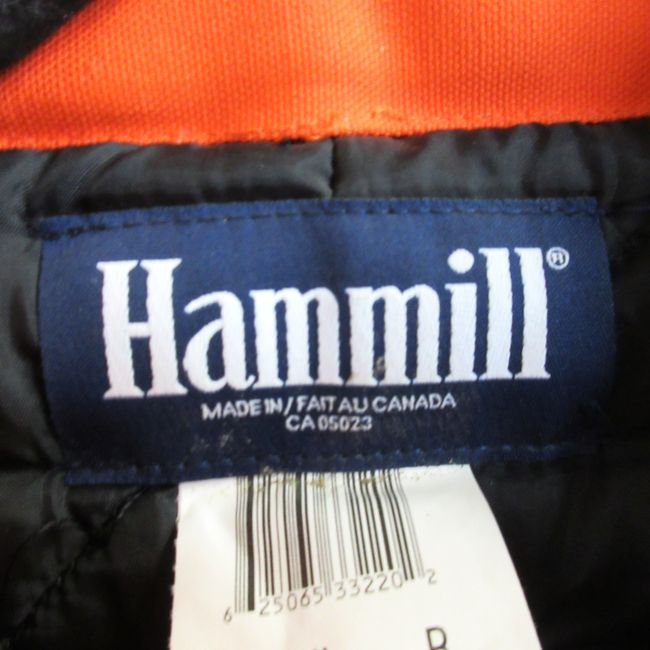 Hammill®
MADE IN / FAIT AU CANADA
CA 05023
6 25065 33220 2